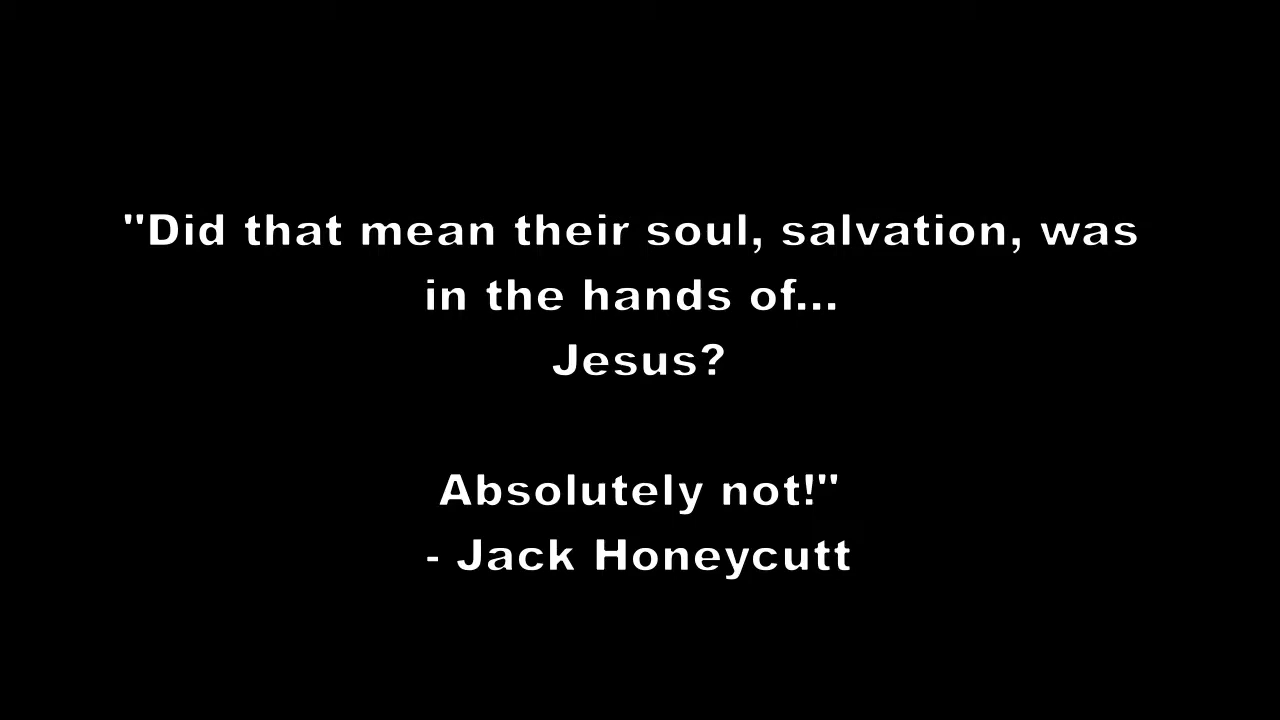 "Did that mean their soul, salvation, was
in the hands of...
Jesus?
Absolutely not!"
- Jack Honeycutt